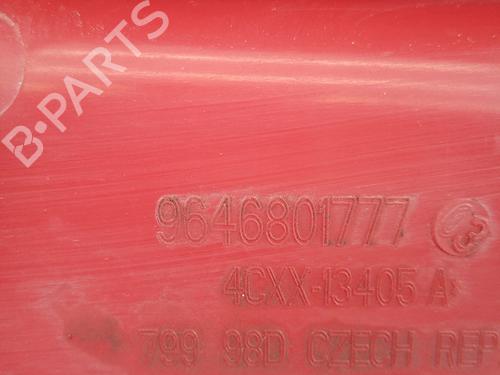 B-PARTS
9646801777
4CXX-13405 A
799 98D CZECH REP